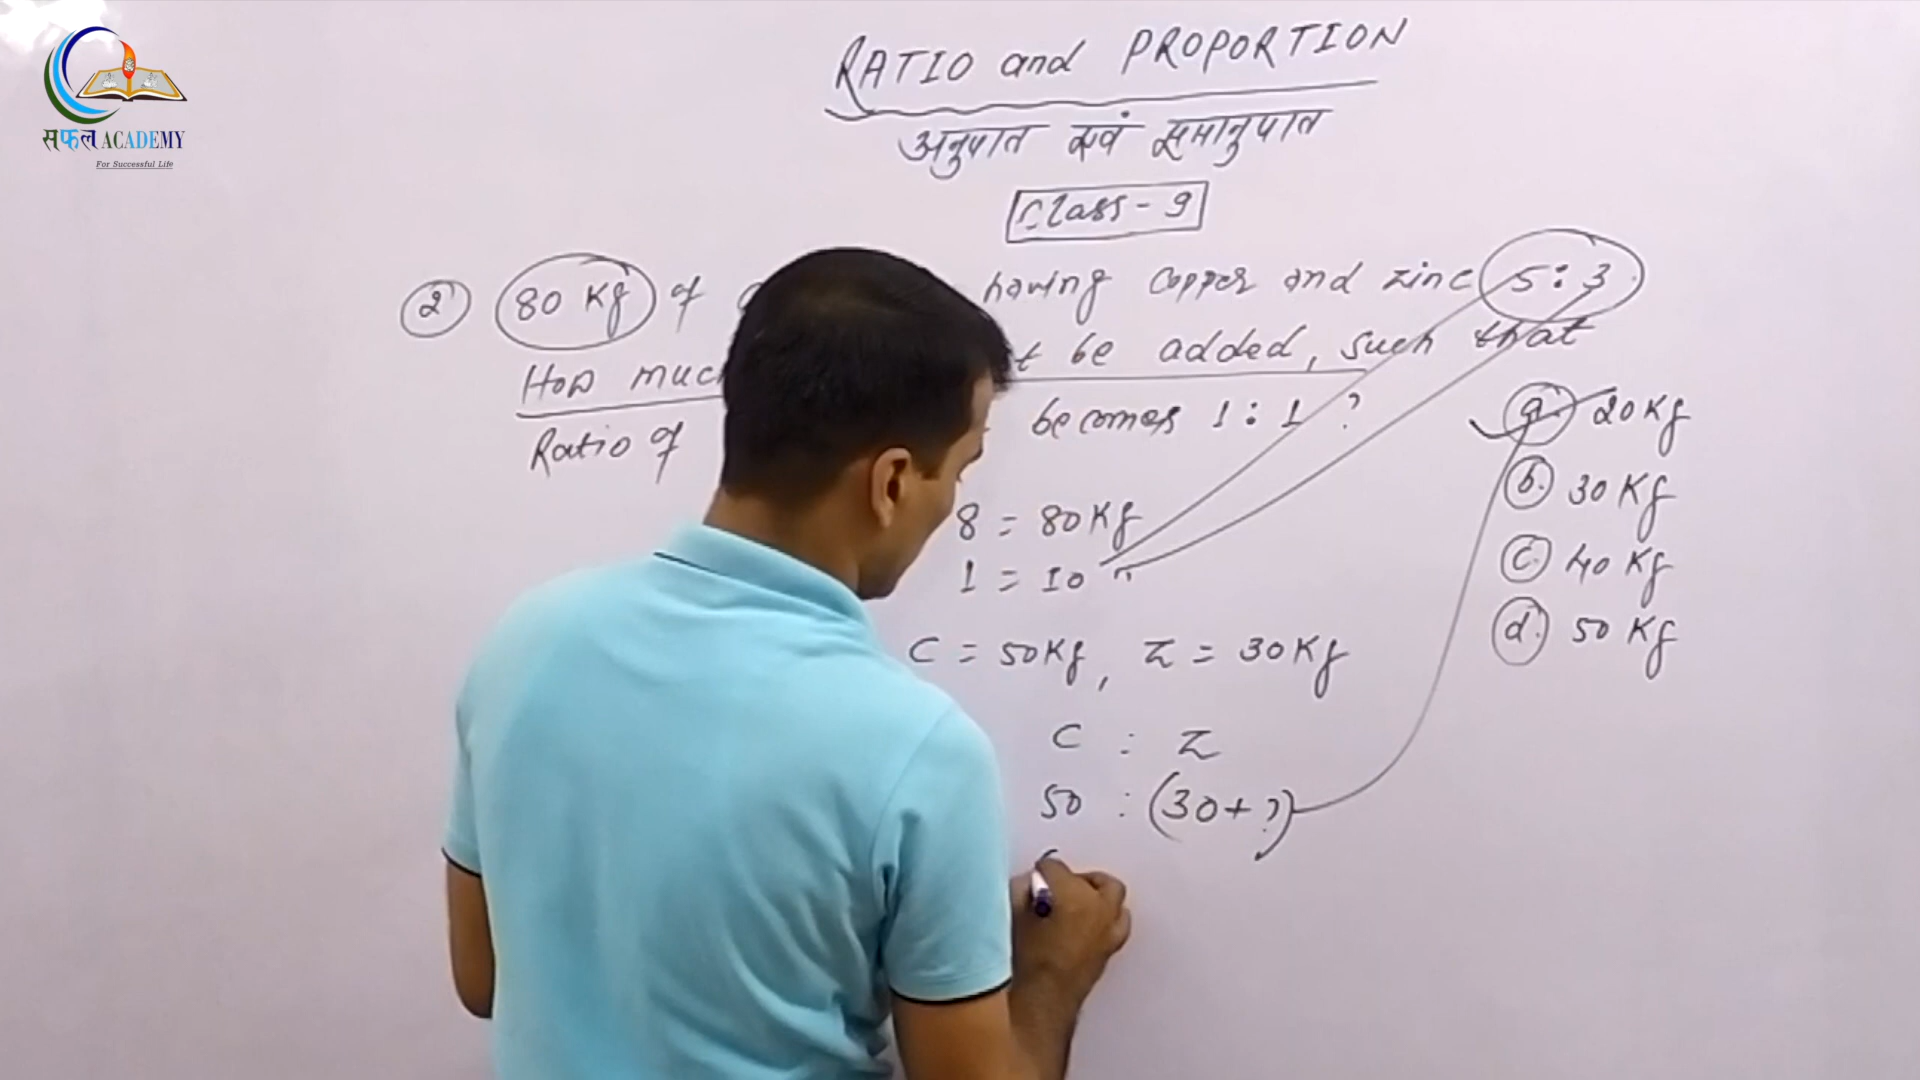 सफल ACADEMY
For Successful Life
RATIO and PROPORTION
अनुपात एवं समानुपात
Class - 9
2 80 Kg of having copper and zinc 5 : 3
How much be added, such that
Ratio of becomes 1 : 1 ?
a. 20 Kg
b. 30 Kg
c. 40 Kg
d. 50 Kg
8 = 80 Kg
1 = 10 "
C = 50 Kg, Z = 30 Kg
C : Z
50 : (30 + ?)